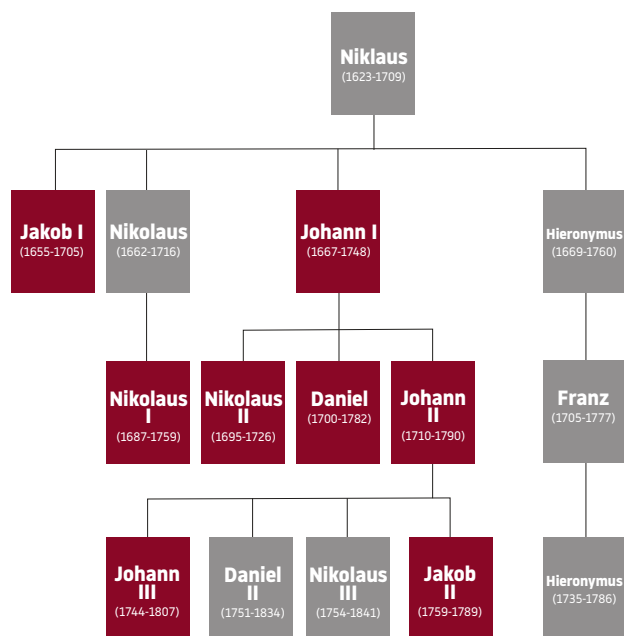 Niklaus
(1623-1709)
Jakob I
(1655-1705)
Nikolaus
(1662-1716)
Johann I
(1667-1748)
Hieronymus
(1669-1760)
Nikolaus
I
(1687-1759)
Nikolaus
II
(1695-1726)
Daniel
(1700-1782)
Johann
II
(1710-1790)
Franz
(1705-1777)
Johann
III
(1744-1807)
Daniel
II
(1751-1834)
Nikolaus
III
(1754-1841)
Jakob
II
(1759-1789)
Hieronymus
(1735-1786)